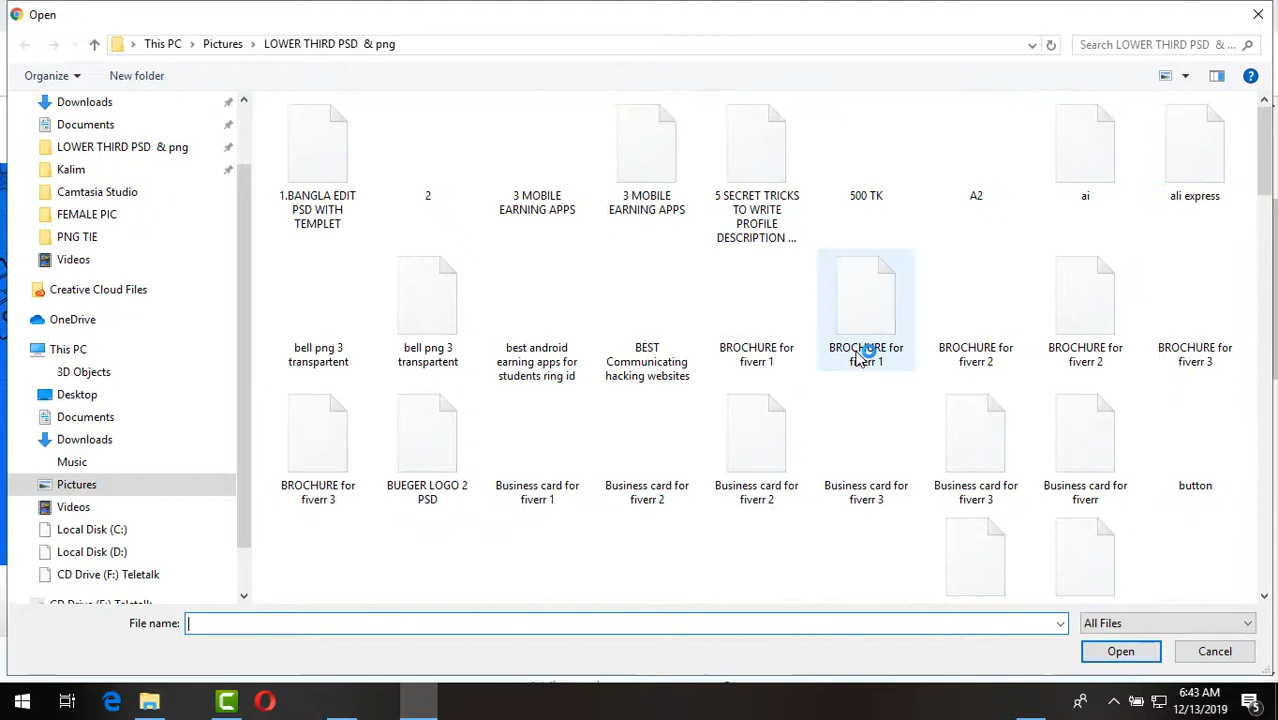 Open
This PC
Pictures
LOWER THIRD PSD & png
Search LOWER THIRD PSD & ...
Organize
New folder
Downloads
Documents
LOWER THIRD PSD & png
Kalim
Camtasia Studio
FEMALE PIC
PNG TIE
Videos
Creative Cloud Files
OneDrive
This PC
3D Objects
Desktop
Documents
Downloads
Music
Pictures
Videos
Local Disk (C:)
Local Disk (D:)
CD Drive (F:) Teletalk
CD Drive (F:) Teletalk
1.BANGLA EDIT
PSD WITH
TEMPLET
2
3 MOBILE
EARNING APPS
3 MOBILE
EARNING APPS
5 SECRET TRICKS
TO WRITE
PROFILE
DESCRIPTION ...
500 TK
A2
ai
ali express
bell png 3
transpartent
bell png 3
transpartent
best android
earning apps for
students ring id
BEST
Communicating
hacking websites
BROCHURE for
fiverr 1
BROCHURE for
fiverr 1
BROCHURE for
fiverr 2
BROCHURE for
fiverr 2
BROCHURE for
fiverr 3
BROCHURE for
fiverr 3
BUEGER LOGO 2
PSD
Business card for
fiverr 1
Business card for
fiverr 2
Business card for
fiverr 2
Business card for
fiverr 3
Business card for
fiverr 3
Business card for
fiverr
button
File name:
All Files
Open
Cancel
6:43 AM
12/13/2019
5